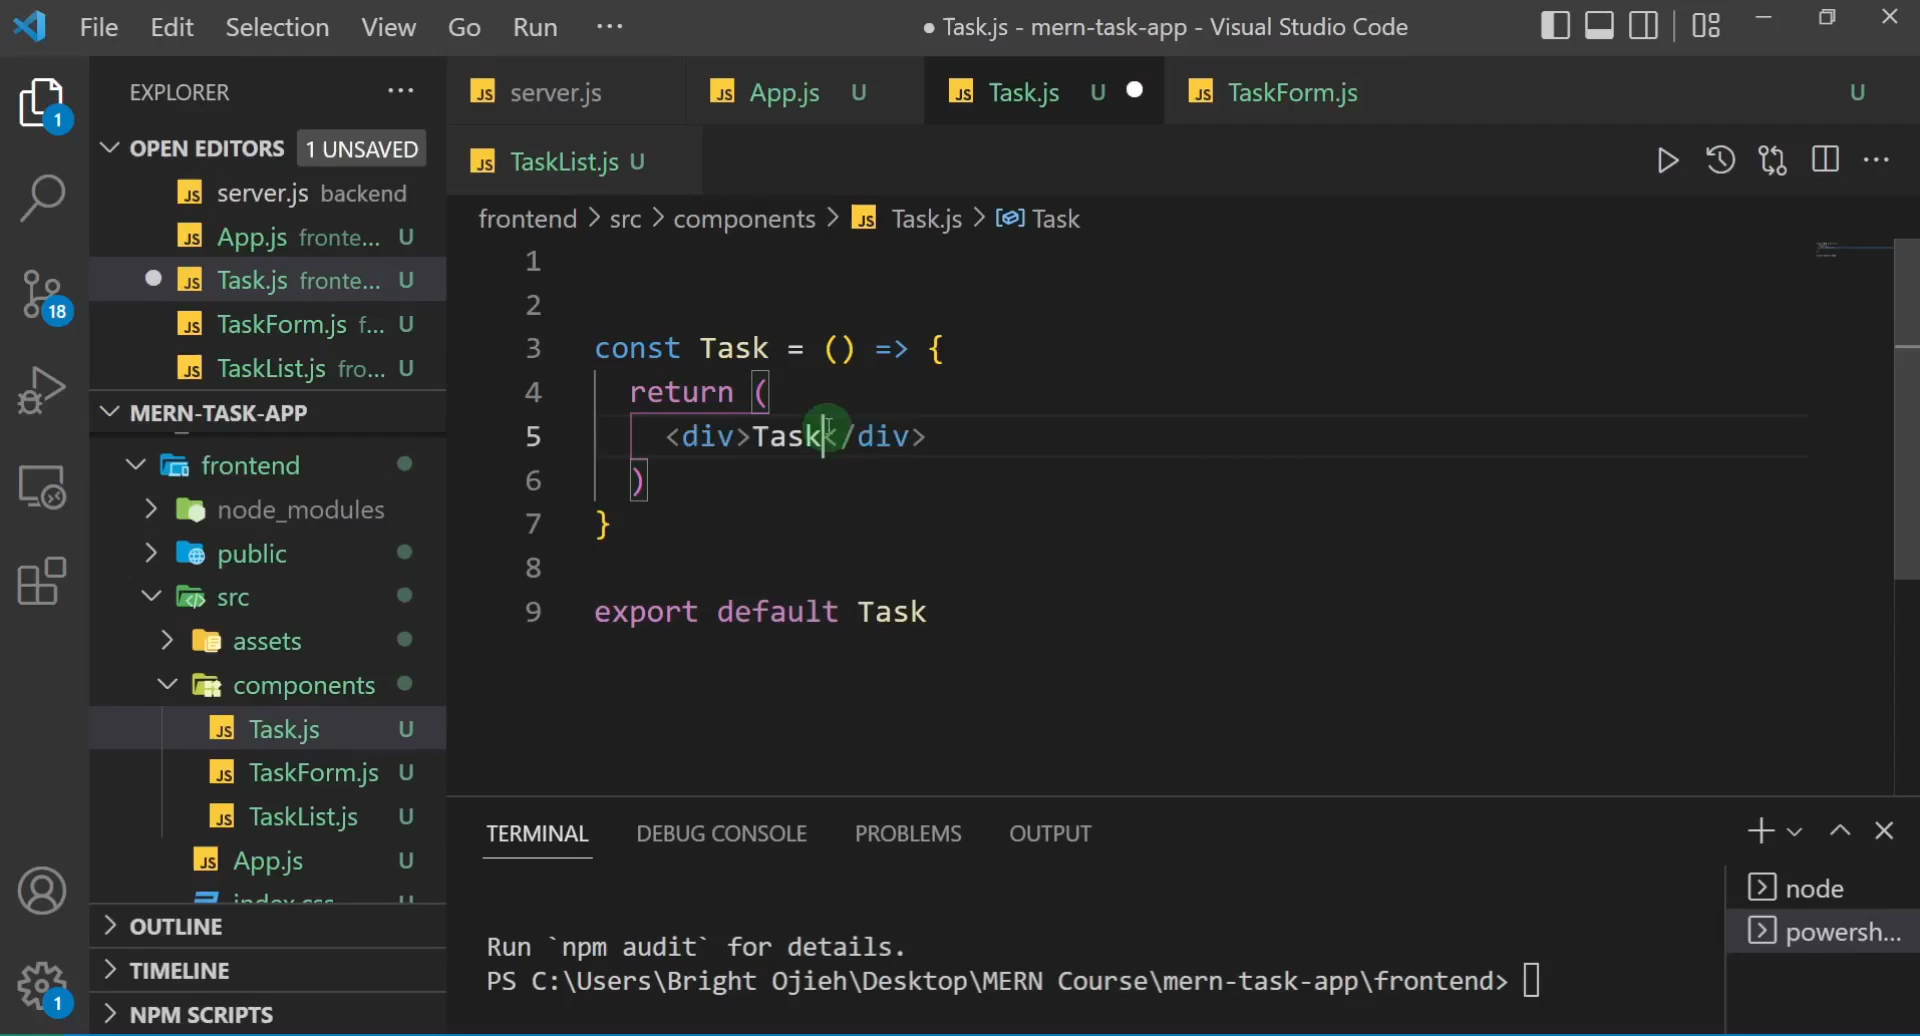 File Edit Selection View Go Run ··· ● Task.js - mern-task-app - Visual Studio Code
EXPLORER ···
server.js App.js U Task.js U ● TaskForm.js U
OPEN EDITORS 1 UNSAVED
TaskList.js U
server.js backend
App.js fronte... U
Task.js fronte... U
TaskForm.js f... U
TaskList.js fro... U
frontend > src > components > Task.js > Task
1
2
3 const Task = () => {
4 return (
5 <div>Task</div>
6 )
7 }
8
9 export default Task
MERN-TASK-APP
frontend
node_modules
public
src
assets
components
Task.js U
TaskForm.js U
TaskList.js U
App.js U
index.css U
OUTLINE
TIMELINE
NPM SCRIPTS
1
18
1
TERMINAL DEBUG CONSOLE PROBLEMS OUTPUT
Run `npm audit` for details.
PS C:\Users\Bright Ojieh\Desktop\MERN Course\mern-task-app\frontend>
node
powersh...